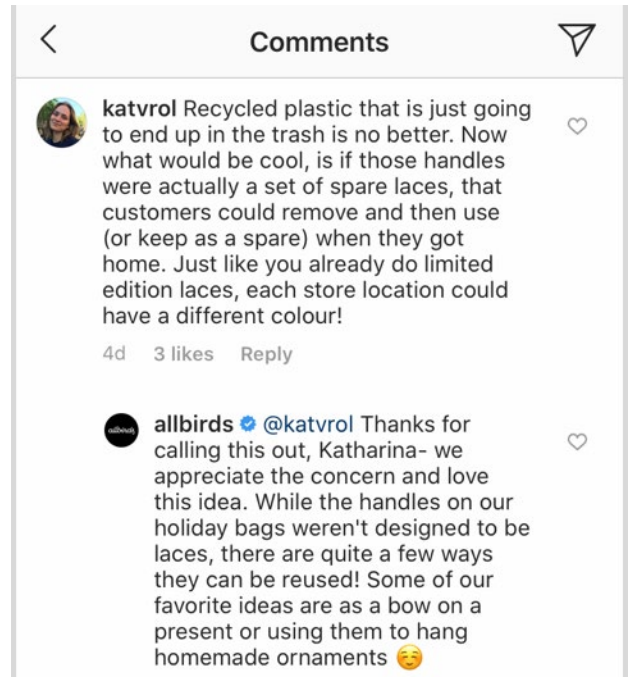 Comments
katvrol Recycled plastic that is just going
to end up in the trash is no better. Now
what would be cool, is if those handles
were actually a set of spare laces, that
customers could remove and then use
(or keep as a spare) when they got
home. Just like you already do limited
edition laces, each store location could
have a different colour!
4d 3 likes Reply
allbirds @katvrol Thanks for
calling this out, Katharina- we
appreciate the concern and love
this idea. While the handles on our
holiday bags weren't designed to be
laces, there are quite a few ways
they can be reused! Some of our
favorite ideas are as a bow on a
present or using them to hang
homemade ornaments ☺️